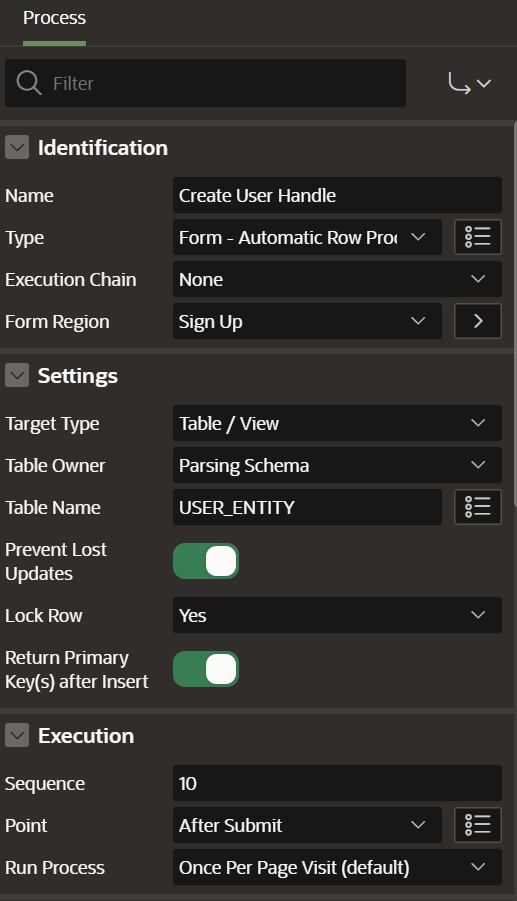 Process
Filter
Identification
Name Create User Handle
Type Form - Automatic Row Proc
Execution Chain None
Form Region Sign Up
Settings
Target Type Table / View
Table Owner Parsing Schema
Table Name USER_ENTITY
Prevent Lost
Updates
Lock Row Yes
Return Primary
Key(s) after Insert
Execution
Sequence 10
Point After Submit
Run Process Once Per Page Visit (default)